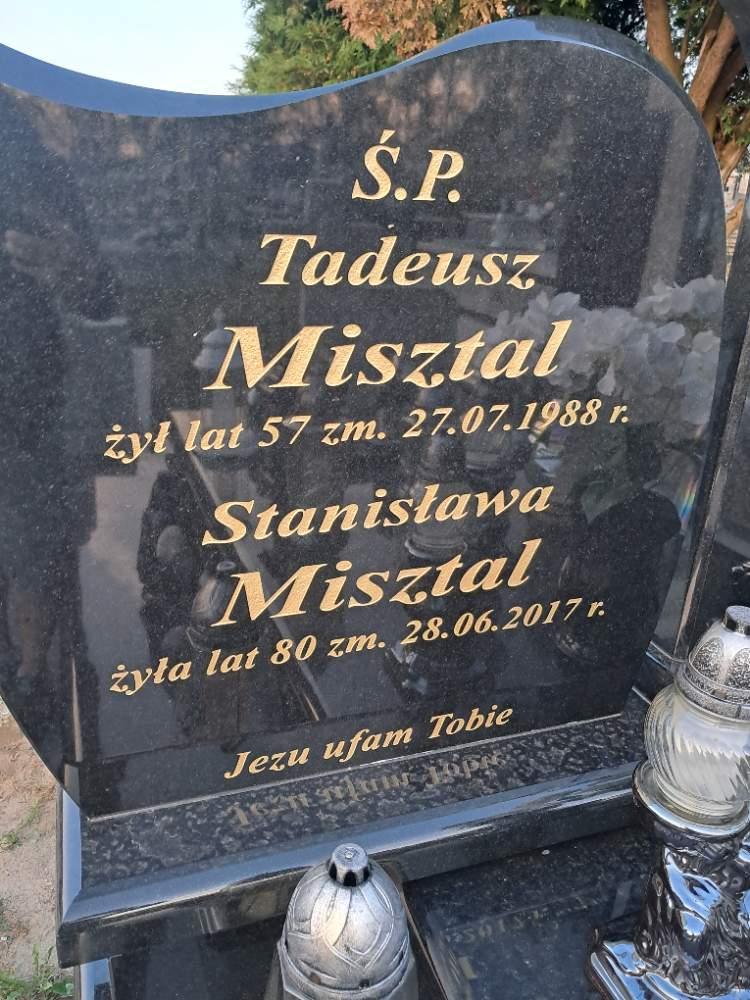 Ś.P.
Tadeusz
Misztal
żył lat 57 zm. 27.07.1988 r.
Stanisława
Misztal
żyła lat 80 zm. 28.06.2017 r.
Jezu ufam Tobie